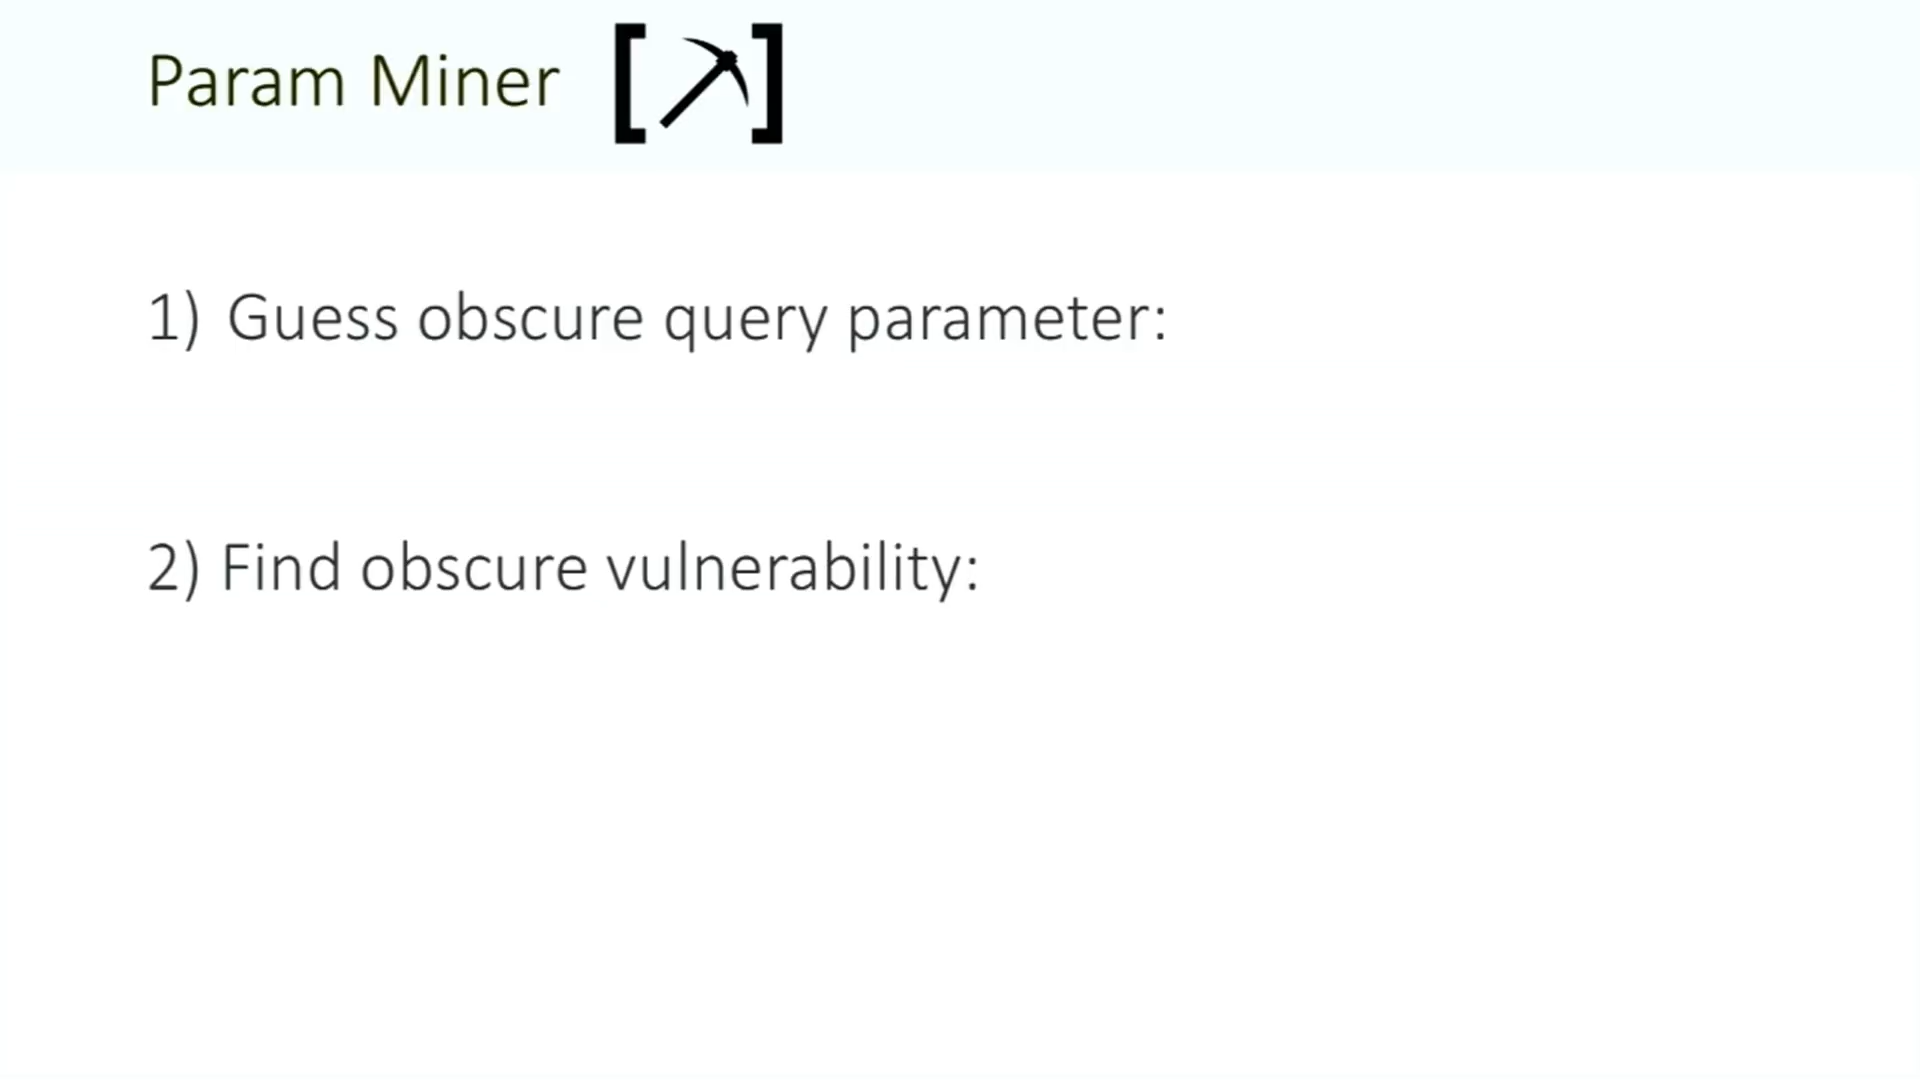 Param Miner
1) Guess obscure query parameter:
2) Find obscure vulnerability: